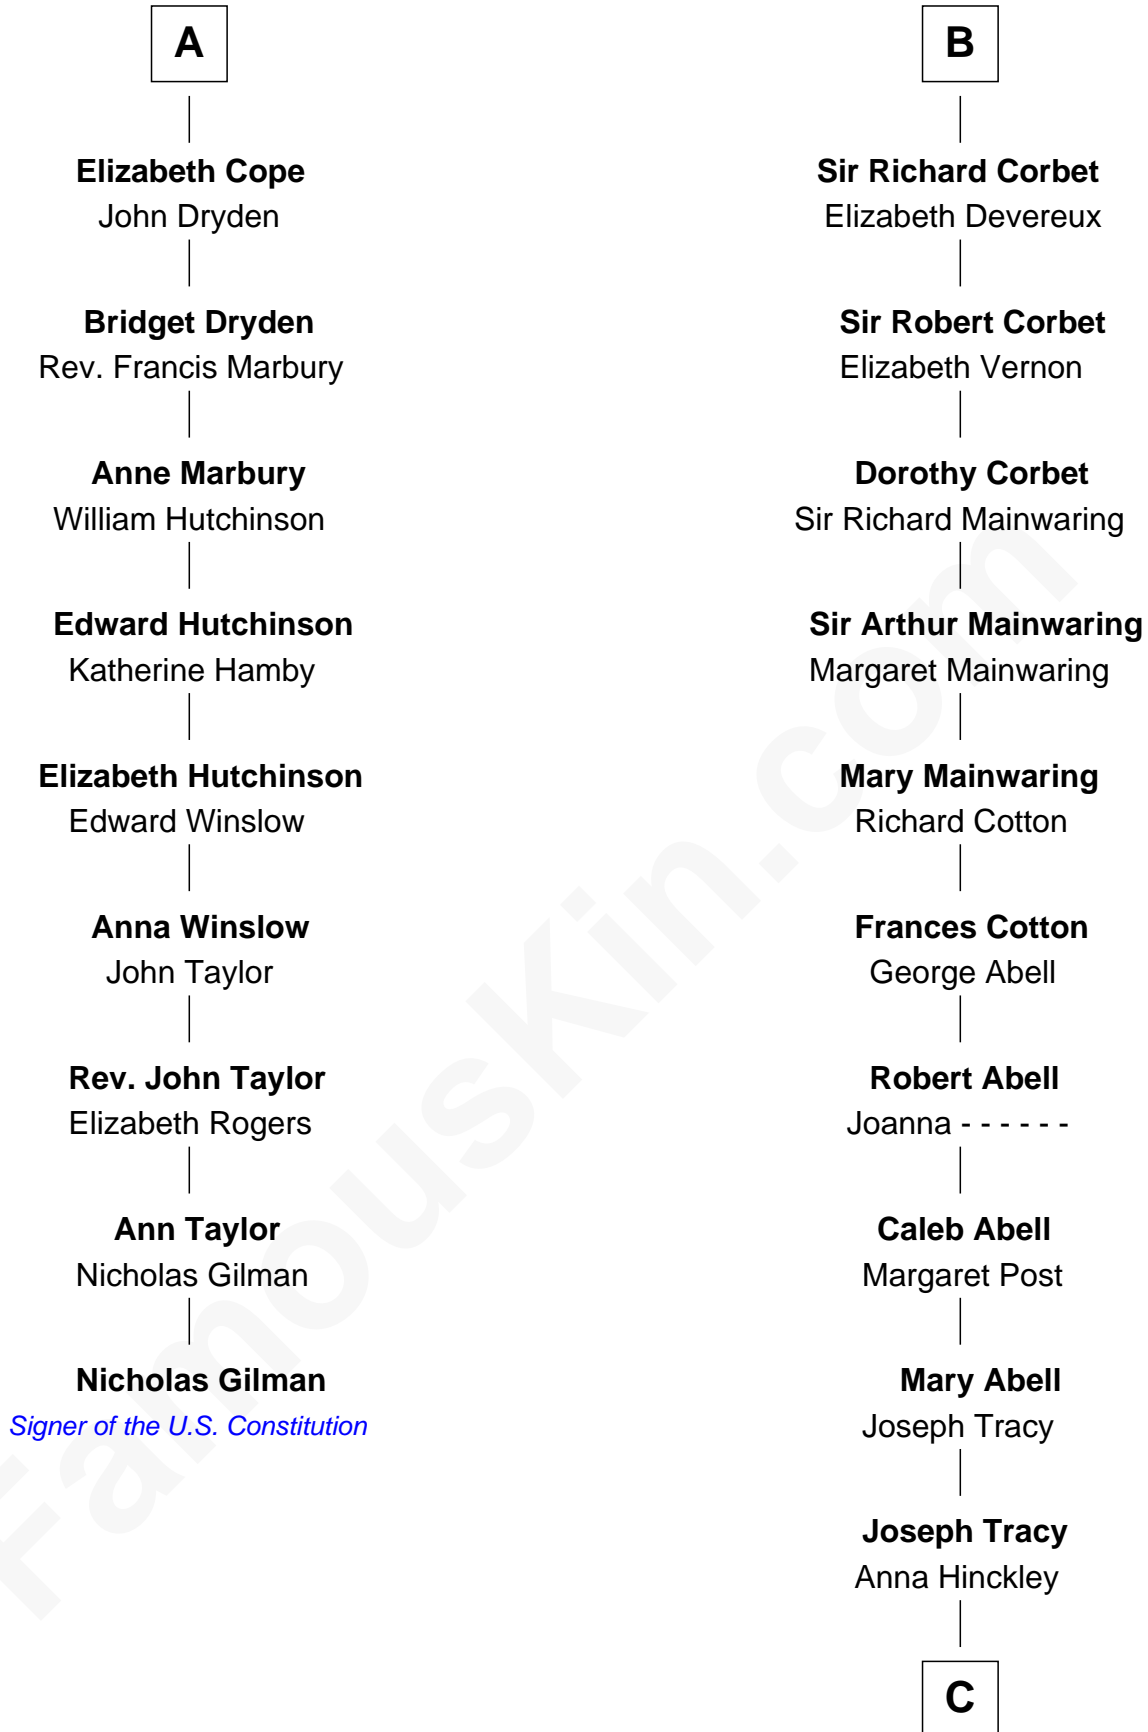 A
Elizabeth Cope
John Dryden
Bridget Dryden
Rev. Francis Marbury
Anne Marbury
William Hutchinson
Edward Hutchinson
Katherine Hamby
Elizabeth Hutchinson
Edward Winslow
Anna Winslow
John Taylor
Rev. John Taylor
Elizabeth Rogers
Ann Taylor
Nicholas Gilman
Nicholas Gilman
Signer of the U.S. Constitution
B
Sir Richard Corbet
Elizabeth Devereux
Sir Robert Corbet
Elizabeth Vernon
Dorothy Corbet
Sir Richard Mainwaring
Sir Arthur Mainwaring
Margaret Mainwaring
Mary Mainwaring
Richard Cotton
Frances Cotton
George Abell
Robert Abell
Joanna - - - - - -
Caleb Abell
Margaret Post
Mary Abell
Joseph Tracy
Joseph Tracy
Anna Hinckley
C
FamousKin.com